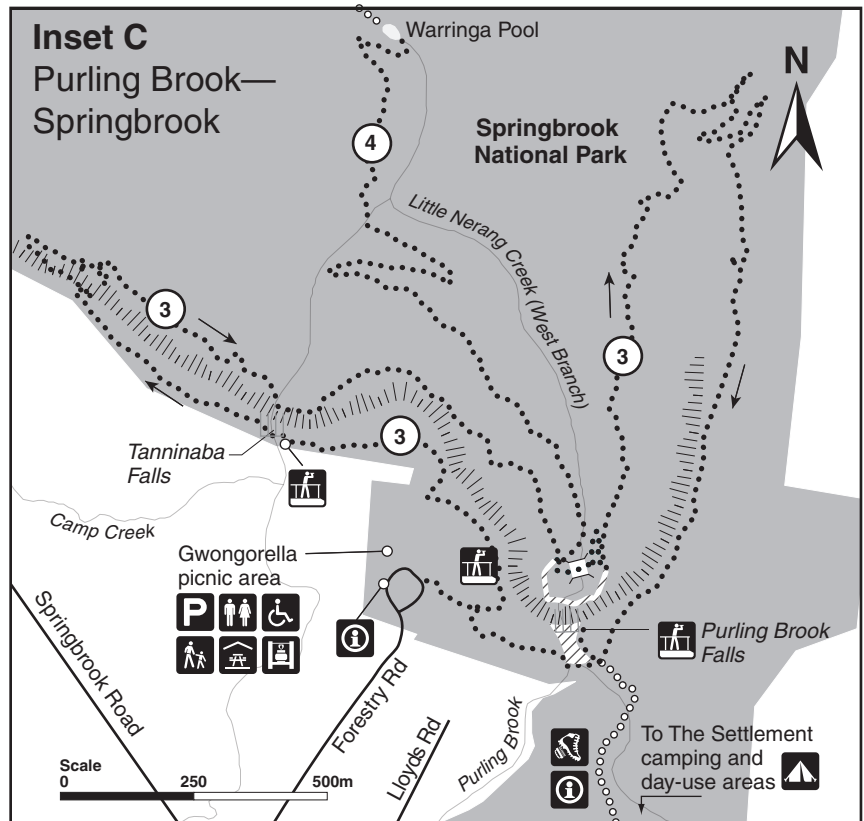 Inset C
Purling Brook—
Springbrook
Warringa Pool
N
4
Springbrook
National Park
Little Nerang Creek (West Branch)
3
3
3
Tanninaba
Falls
Camp Creek
Gwongorella
picnic area
P
i
Purling Brook
Falls
Springbrook Road
Forestry Rd
Lloyds Rd
Purling Brook
i
To The Settlement
camping and
day-use areas
Scale
0 250 500m